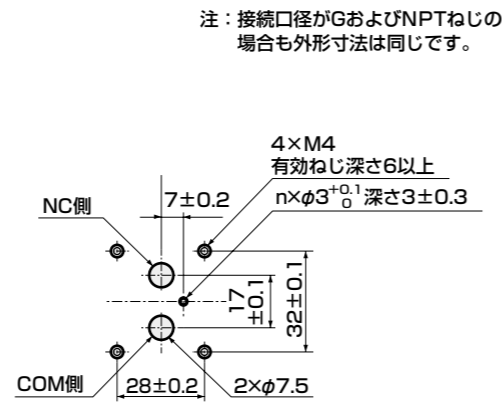 注：接続口径がGおよびNPTねじの
場合も外形寸法は同じです。
4×M4
有効ねじ深さ6以上
7±0.2
n×φ3+0.1 0 深さ3±0.3
NC側
17
±0.1
32±0.1
COM側
28±0.2
2×φ7.5